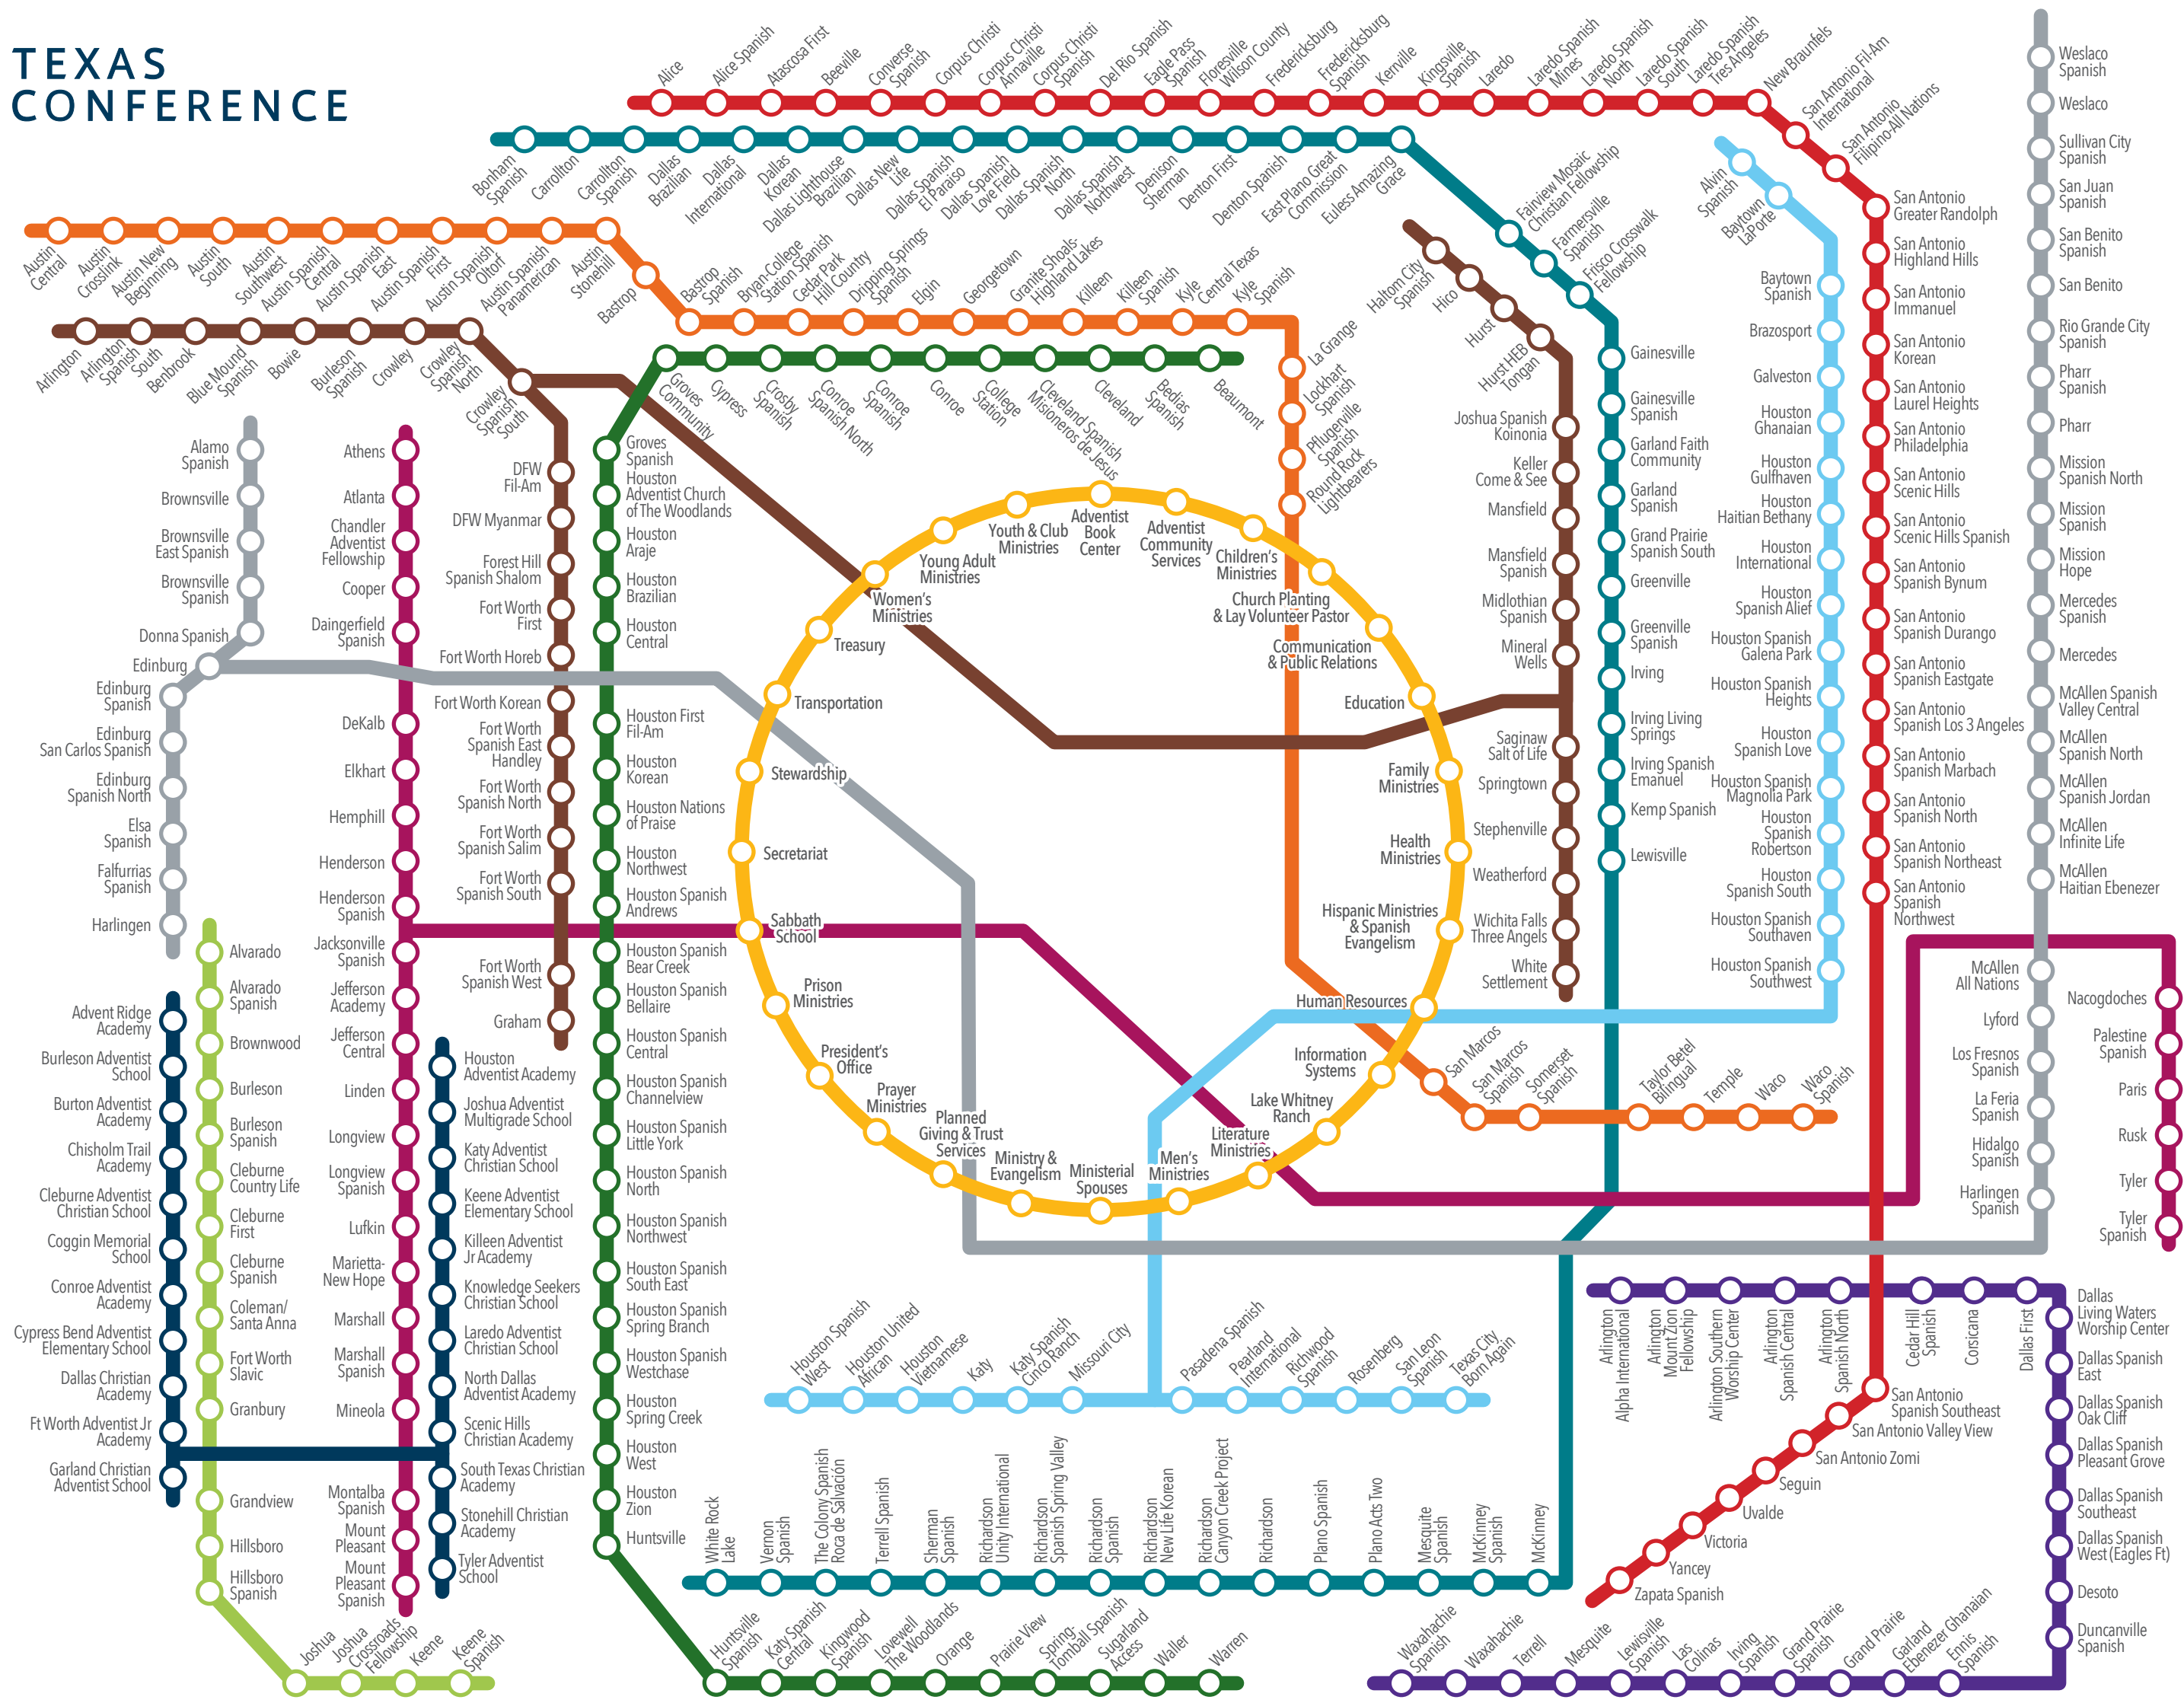 TEXAS
CONFERENCE
Alice
Alice Spanish
Atascosa First
Beeville
Converse
Spanish
Corpus Christi
Corpus Christi
Annaville
Corpus Christi
Spanish
Del Rio Spanish
Eagle Pass
Spanish
Floresville
Wilson County
Fredericksburg
Fredericksburg
Spanish
Kerrville
Kingsville
Spanish
Laredo
Laredo Spanish
Mines
Laredo Spanish
North
Laredo Spanish
South
Laredo Spanish
Tres Angeles
New Braunfels
San Antonio Fil-Am
International
San Antonio
Filipino-All Nations
San Antonio
Greater Randolph
San Antonio
Highland Hills
San Antonio
Immanuel
San Antonio
Korean
San Antonio
Laurel Heights
San Antonio
Philadelphia
San Antonio
Scenic Hills
San Antonio
Scenic Hills Spanish
San Antonio
Spanish Bynum
San Antonio
Spanish Durango
San Antonio
Spanish Eastgate
San Antonio
Spanish Los 3 Angeles
San Antonio
Spanish Marbach
San Antonio
Spanish North
San Antonio
Spanish Northeast
San Antonio
Spanish
Northwest
San Antonio
Spanish Southeast
San Antonio Valley View
San Antonio Zomi
Seguin
Uvalde
Victoria
Yancey
Zapata Spanish
Bonham
Spanish
Carrollton
Carrollton
Spanish
Dallas
Brazilian
Dallas
International
Dallas
Korean
Dallas Lighthouse
Brazilian
Dallas New
Life
Dallas Spanish
El Paraiso
Dallas Spanish
Love Field
Dallas Spanish
North
Dallas Spanish
Northwest
Denison
Sherman
Denton First
Denton Spanish
East Plano Great
Commission
Euless Amazing
Grace
Fairview Mosaic
Christian Fellowship
Farmersville
Spanish
Frisco Crosswalk
Fellowship
Gainesville
Gainesville
Spanish
Garland Faith
Community
Garland
Spanish
Grand Prairie
Spanish South
Greenville
Greenville
Spanish
Irving
Irving Living
Springs
Irving Spanish
Emanuel
Kemp Spanish
Lewisville
White Rock
Lake
Vernon
Spanish
The Colony Spanish
Roca de Salvación
Terrell Spanish
Sherman
Spanish
Richardson
Unity International
Richardson
Spanish Spring Valley
Richardson
Spanish
Richardson
New Life Korean
Richardson
Canyon Creek Project
Richardson
Plano Spanish
Plano Acts Two
Mesquite
Spanish
McKinney
Spanish
McKinney
Austin
Central
Austin
Crosslink
Austin New
Beginning
Austin
South
Austin
Southwest
Austin Spanish
Central
Austin Spanish
East
Austin Spanish
First
Austin Spanish
Oltorf
Austin Spanish
Panamerican
Austin
Stonehill
Bastrop
Bastrop
Spanish
Bryan-College
Station Spanish
Cedar Park
Hill Country
Dripping Springs
Spanish
Elgin
Georgetown
Granite Shoals-
Highland Lakes
Killeen
Killeen
Spanish
Kyle
Central Texas
Kyle
Spanish
La Grange
Lockhart
Spanish
Pflugerville
Spanish
Round Rock
Lightbearers
San Marcos
San Marcos
Spanish
Somerset
Spanish
Taylor Betel
Bilingual
Temple
Waco
Waco
Spanish
Arlington
Arlington
Spanish
South
Benbrook
Blue Mound
Spanish
Bowie
Burleson
Spanish
Crowley
Crowley
Spanish
North
Crowley
Spanish
South
DFW
Fil-Am
DFW Myanmar
Forest Hill
Spanish Shalom
Fort Worth
First
Fort Worth Horeb
Fort Worth Korean
Fort Worth
Spanish East
Handley
Fort Worth
Spanish North
Fort Worth
Spanish Salim
Fort Worth
Spanish South
Fort Worth
Spanish West
Graham
Haltom City
Spanish
Hico
Hurst
Hurst HEB
Tongan
Joshua Spanish
Koinonia
Keller
Come & See
Mansfield
Mansfield
Spanish
Midlothian
Spanish
Mineral
Wells
Saginaw
Salt of Life
Springtown
Stephenville
Weatherford
Wichita Falls
Three Angels
White
Settlement
Groves
Community
Cypress
Crosby
Spanish
Conroe
Spanish North
Conroe
Spanish
Conroe
College
Station
Cleveland Spanish
Misioneros de Jesus
Cleveland
Bedias
Spanish
Beaumont
Groves
Spanish
Houston
Adventist Church
of The Woodlands
Houston
Araje
Houston
Brazilian
Houston
Central
Houston First
Fil-Am
Houston
Korean
Houston Nations
of Praise
Houston
Northwest
Houston Spanish
Andrews
Houston Spanish
Bear Creek
Houston Spanish
Bellaire
Houston Spanish
Central
Houston Spanish
Channelview
Houston Spanish
Little York
Houston Spanish
North
Houston Spanish
Northwest
Houston Spanish
South East
Houston Spanish
Spring Branch
Houston Spanish
Westchase
Houston
Spring Creek
Houston
West
Houston
Zion
Huntsville
Huntsville
Spanish
Katy Spanish
Central
Kingwood
Spanish
Lovewell
The Woodlands
Orange
Prairie View
Spring-
Tomball Spanish
Sugarland
Access
Waller
Warren
Alvin
Spanish
Baytown
LaPorte
Baytown
Spanish
Brazosport
Galveston
Houston
Ghanaian
Houston
Gulfhaven
Houston
Haitian Bethany
Houston
International
Houston
Spanish Alief
Houston Spanish
Galena Park
Houston Spanish
Heights
Houston
Spanish Love
Houston Spanish
Magnolia Park
Houston
Spanish
Robertson
Houston
Spanish South
Houston Spanish
Southaven
Houston Spanish
Southwest
Houston Spanish
West
Houston United
African
Houston
Vietnamese
Katy
Katy Spanish
Cinco Ranch
Missouri City
Pasadena Spanish
Pearland
International
Richwood
Spanish
Rosenberg
San Leon
Spanish
Texas City
Born Again
Weslaco
Spanish
Weslaco
Sullivan City
Spanish
San Juan
Spanish
San Benito
Spanish
San Benito
Rio Grande City
Spanish
Pharr
Spanish
Pharr
Mission
Spanish North
Mission
Spanish
Mission
Hope
Mercedes
Spanish
Mercedes
McAllen Spanish
Valley Central
McAllen
Spanish North
McAllen
Spanish Jordan
McAllen
Infinite Life
McAllen
Haitian Ebenezer
McAllen
All Nations
Lyford
Los Fresnos
Spanish
La Feria
Spanish
Hidalgo
Spanish
Harlingen
Spanish
Alamo
Spanish
Brownsville
Brownsville
East Spanish
Brownsville
Spanish
Donna Spanish
Edinburg
Edinburg
Spanish
Edinburg
San Carlos Spanish
Edinburg
Spanish North
Elsa
Spanish
Falfurrias
Spanish
Harlingen
Athens
Atlanta
Chandler
Adventist
Fellowship
Cooper
Daingerfield
Spanish
DeKalb
Elkhart
Hemphill
Henderson
Henderson
Spanish
Jacksonville
Spanish
Jefferson
Academy
Jefferson
Central
Linden
Longview
Longview
Spanish
Lufkin
Marietta-
New Hope
Marshall
Marshall
Spanish
Mineola
Montalba
Spanish
Mount
Pleasant
Mount
Pleasant
Spanish
Nacogdoches
Palestine
Spanish
Paris
Rusk
Tyler
Tyler
Spanish
Alvarado
Alvarado
Spanish
Brownwood
Burleson
Burleson
Spanish
Cleburne
Country Life
Cleburne
First
Cleburne
Spanish
Coleman/
Santa Anna
Fort Worth
Slavic
Granbury
Grandview
Hillsboro
Hillsboro
Spanish
Joshua
Joshua
Crossroads
Fellowship
Keene
Keene
Spanish
Advent Ridge
Academy
Burleson Adventist
School
Burton Adventist
Academy
Chisholm Trail
Academy
Cleburne Adventist
Christian School
Coggin Memorial
School
Conroe Adventist
Academy
Cypress Bend Adventist
Elementary School
Dallas Christian
Academy
Ft Worth Adventist Jr
Academy
Garland Christian
Adventist School
Houston
Adventist Academy
Joshua Adventist
Multigrade School
Katy Adventist
Christian School
Keene Adventist
Elementary School
Killeen Adventist
Jr Academy
Knowledge Seekers
Christian School
Laredo Adventist
Christian School
North Dallas
Adventist Academy
Scenic Hills
Christian Academy
South Texas Christian
Academy
Stonehill Christian
Academy
Tyler Adventist
School
Adventist
Book
Center
Adventist
Community
Services
Children's
Ministries
Church Planting
& Lay Volunteer Pastor
Communication
& Public Relations
Education
Family
Ministries
Health
Ministries
Hispanic Ministries
& Spanish
Evangelism
Human Resources
Information
Systems
Lake Whitney
Ranch
Literature
Ministries
Men's
Ministries
Ministerial
Spouses
Ministry &
Evangelism
Planned
Giving & Trust
Services
Prayer
Ministries
President's
Office
Prison
Ministries
Sabbath
School
Secretariat
Stewardship
Transportation
Treasury
Women's
Ministries
Young Adult
Ministries
Youth & Club
Ministries
Arlington
Alpha International
Arlington
Mount Zion
Fellowship
Arlington Southern
Worship Center
Arlington
Spanish Central
Arlington
Spanish North
Cedar Hill
Spanish
Corsicana
Dallas First
Dallas
Living Waters
Worship Center
Dallas Spanish
East
Dallas Spanish
Oak Cliff
Dallas Spanish
Pleasant Grove
Dallas Spanish
Southeast
Dallas Spanish
West (Eagles Ft)
Desoto
Duncanville
Spanish
Waxahachie
Spanish
Waxahachie
Terrell
Mesquite
Lewisville
Spanish
Las
Colinas
Irving
Spanish
Grand Prairie
Spanish
Grand Prairie
Garland
Ebenezer Ghanaian
Ennis
Spanish